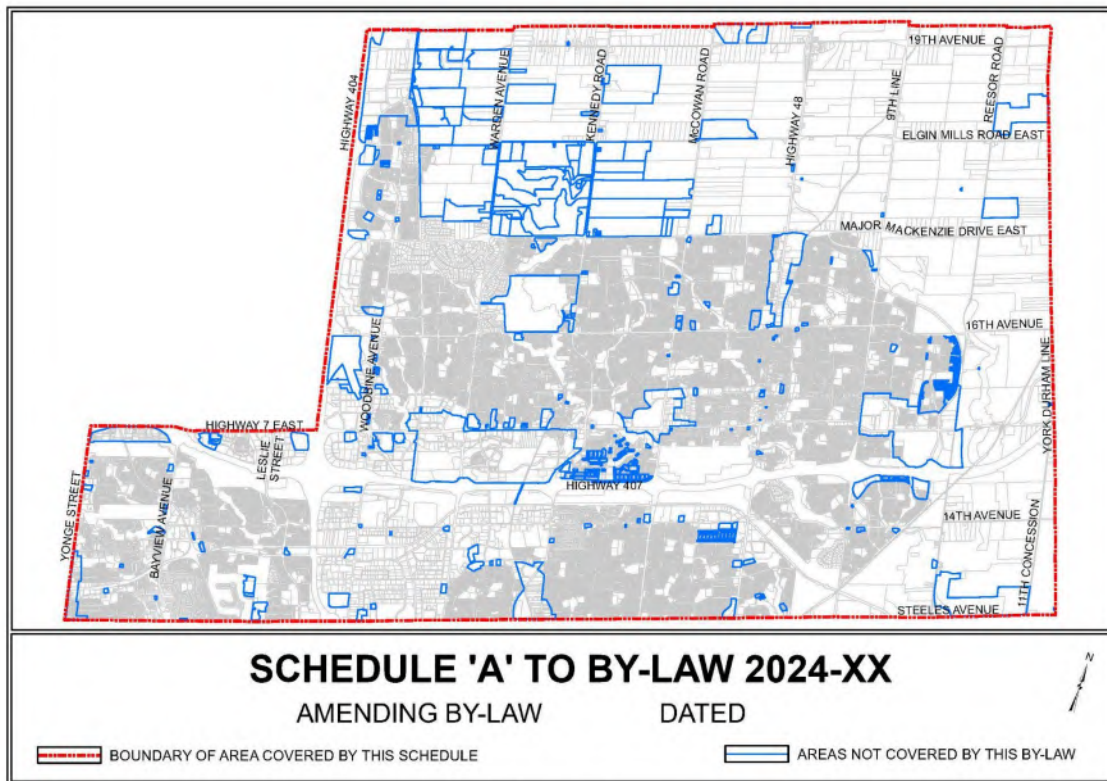 19TH AVENUE
HIGHWAY 404
WARDEN AVENUE
KENNEDY ROAD
McCOWAN ROAD
HIGHWAY 48
9TH LINE
REESOR ROAD
ELGIN MILLS ROAD EAST
MAJOR MACKENZIE DRIVE EAST
16TH AVENUE
WOODBINE AVENUE
YORK DURHAM LINE
HIGHWAY 7 EAST
LESLIE
STREET
YONGE STREET
BAYVIEW AVENUE
HIGHWAY 407
14TH AVENUE
11TH CONCESSION
STEELES AVENUE
SCHEDULE 'A' TO BY-LAW 2024-XX
AMENDING BY-LAW DATED
N
BOUNDARY OF AREA COVERED BY THIS SCHEDULE
AREAS NOT COVERED BY THIS BY-LAW